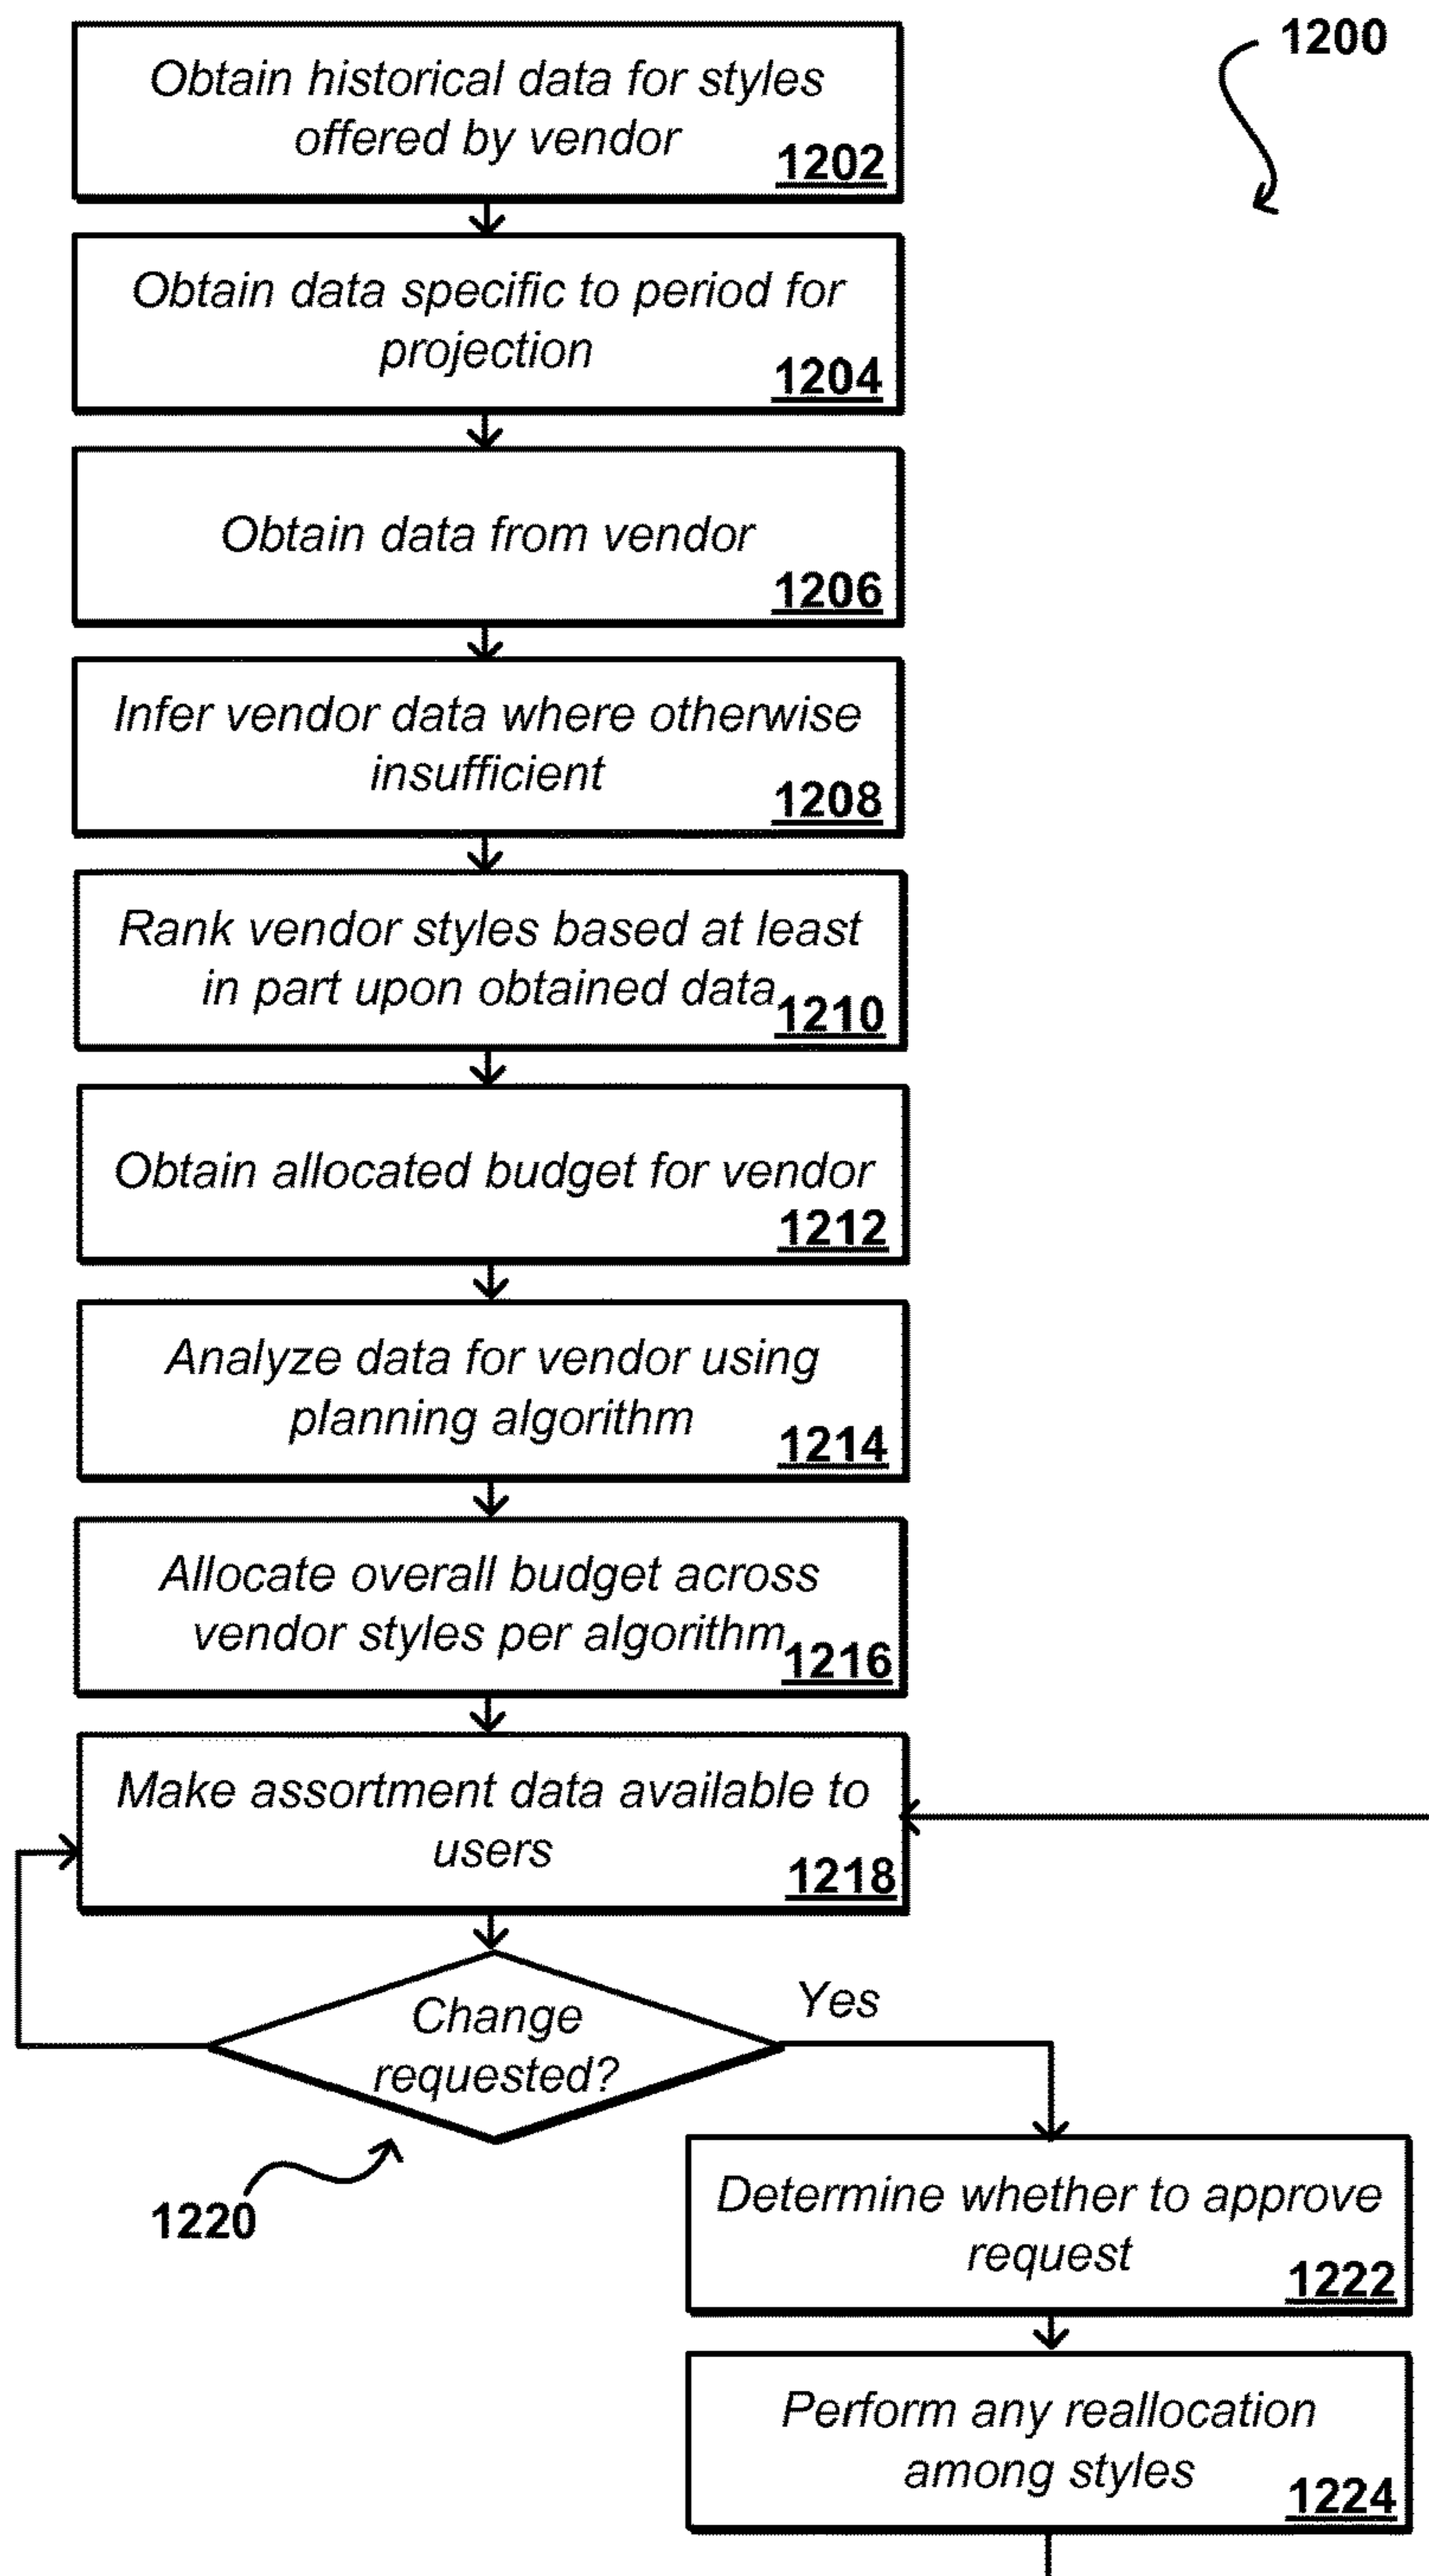 1200
Obtain historical data for styles
offered by vendor
1202
Obtain data specific to period for
projection
1204
Obtain data from vendor
1206
Infer vendor data where otherwise
insufficient
1208
Rank vendor styles based at least
in part upon obtained data
1210
Obtain allocated budget for vendor
1212
Analyze data for vendor using
planning algorithm
1214
Allocate overall budget across
vendor styles per algorithm
1216
Make assortment data available to
users
1218
Change
requested?
Yes
1220
Determine whether to approve
request
1222
Perform any reallocation
among styles
1224